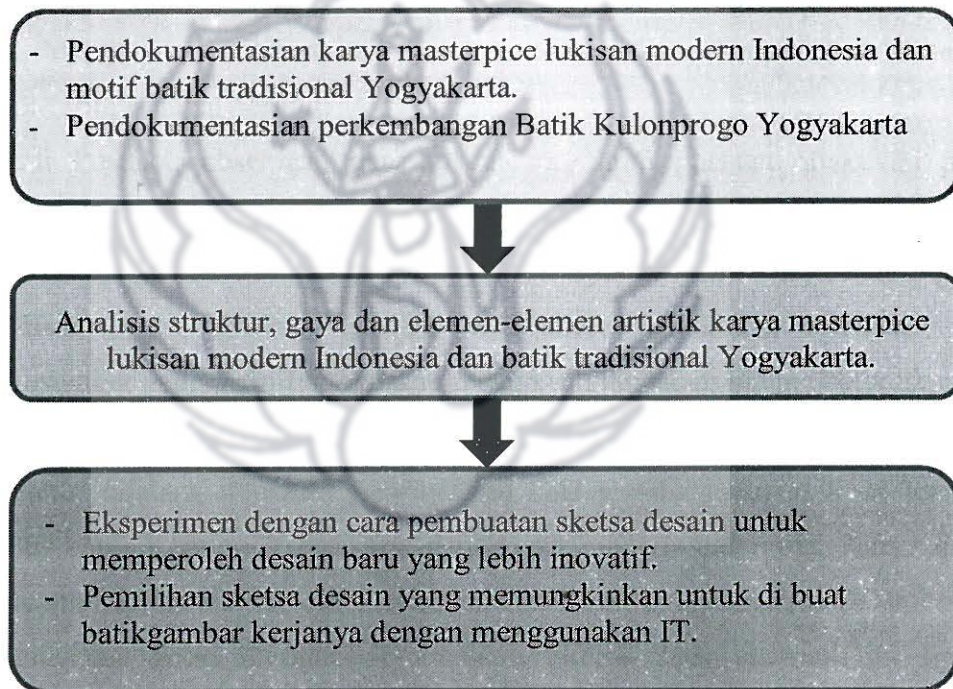 - Pendokumentasian karya masterpice lukisan modern Indonesia dan
motif batik tradisional Yogyakarta.
- Pendokumentasian perkembangan Batik Kulonprogo Yogyakarta
Analisis struktur, gaya dan elemen-elemen artistik karya masterpice
lukisan modern Indonesia dan batik tradisional Yogyakarta.
- Eksperimen dengan cara pembuatan sketsa desain untuk
memperoleh desain baru yang lebih inovatif.
- Pemilihan sketsa desain yang memungkinkan untuk di buat
batikgambar kerjanya dengan menggunakan IT.